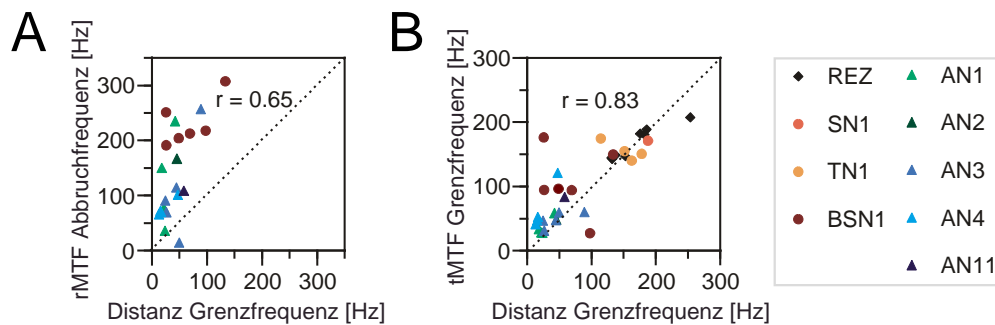 A
rMTF Abbruchfrequenz [Hz]
300
200
100
0
r = 0.65
0 100 200 300
Distanz Grenzfrequenz [Hz]
B
tMTF Grenzfrequenz [Hz]
300
200
100
0
r = 0.83
0 100 200 300
Distanz Grenzfrequenz [Hz]
REZ
SN1
TN1
BSN1
AN1
AN2
AN3
AN4
AN11